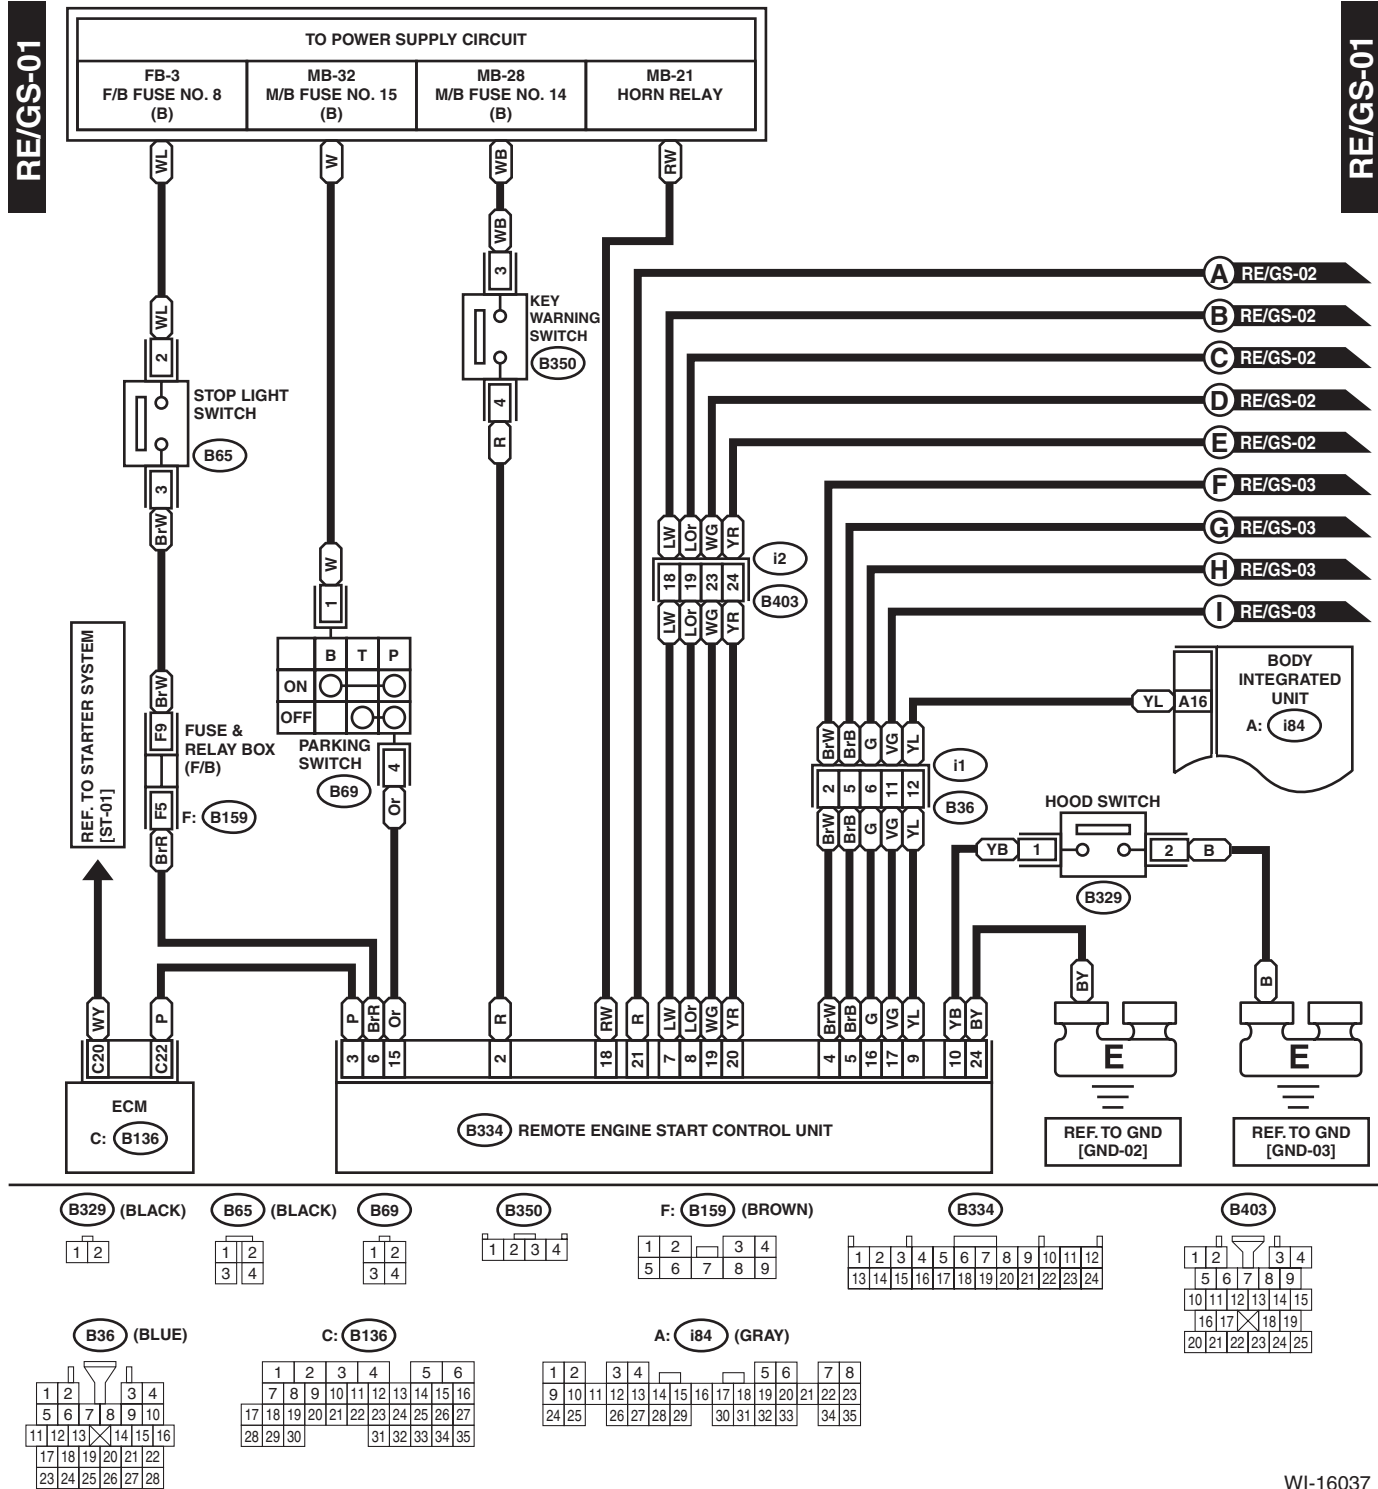 RE/GS-01
RE/GS-01
TO POWER SUPPLY CIRCUIT
FB-3
F/B FUSE NO. 8
(B)
MB-32
M/B FUSE NO. 15
(B)
MB-28
M/B FUSE NO. 14
(B)
MB-21
HORN RELAY
WL
W
WB
RW
WB
3
KEY
WARNING
SWITCH
B350
4
R
A RE/GS-02
B RE/GS-02
C RE/GS-02
D RE/GS-02
E RE/GS-02
F RE/GS-03
G RE/GS-03
H RE/GS-03
I RE/GS-03
WL
2
STOP LIGHT
SWITCH
B65
3
BrW
LW LOr WG YR
i2
18 19 23 24
B403
LW LOr WG YR
W
1
B T P
ON
OFF
PARKING
SWITCH
B69
4
Or
REF. TO STARTER SYSTEM
[ST-01]
BrW
F9
FUSE &
RELAY BOX
(F/B)
F5
F: B159
BrR
BODY
INTEGRATED
UNIT
A: i84
YL A16
BrW BrB G VG YL
i1
2 5 6 11 12
B36
BrW BrB G VG YL
HOOD SWITCH
YB 1 2 B
B329
BY
B
E
E
REF. TO GND
[GND-02]
REF. TO GND
[GND-03]
WY P P BrR Or R RW R LW LOr WG YR BrW BrB G VG YL YB BY
C20 C22 3 6 15 2 18 21 7 8 19 20 4 5 16 17 9 10 24
ECM
C: B136
B334 REMOTE ENGINE START CONTROL UNIT
B329 (BLACK)
1 2
B65 (BLACK)
1 2
3 4
B69
1 2
3 4
B350
1 2 3 4
F: B159 (BROWN)
1 2 3 4
5 6 7 8 9
B334
1 2 3 4 5 6 7 8 9 10 11 12
13 14 15 16 17 18 19 20 21 22 23 24
B403
1 2 3 4
5 6 7 8 9
10 11 12 13 14 15
16 17 18 19
20 21 22 23 24 25
B36 (BLUE)
1 2 3 4
5 6 7 8 9 10
11 12 13 14 15 16
17 18 19 20 21 22
23 24 25 26 27 28
C: B136
1 2 3 4 5 6
7 8 9 10 11 12 13 14 15 16
17 18 19 20 21 22 23 24 25 26 27
28 29 30 31 32 33 34 35
A: i84 (GRAY)
1 2 3 4 5 6 7 8
9 10 11 12 13 14 15 16 17 18 19 20 21 22 23
24 25 26 27 28 29 30 31 32 33 34 35
WI-16037